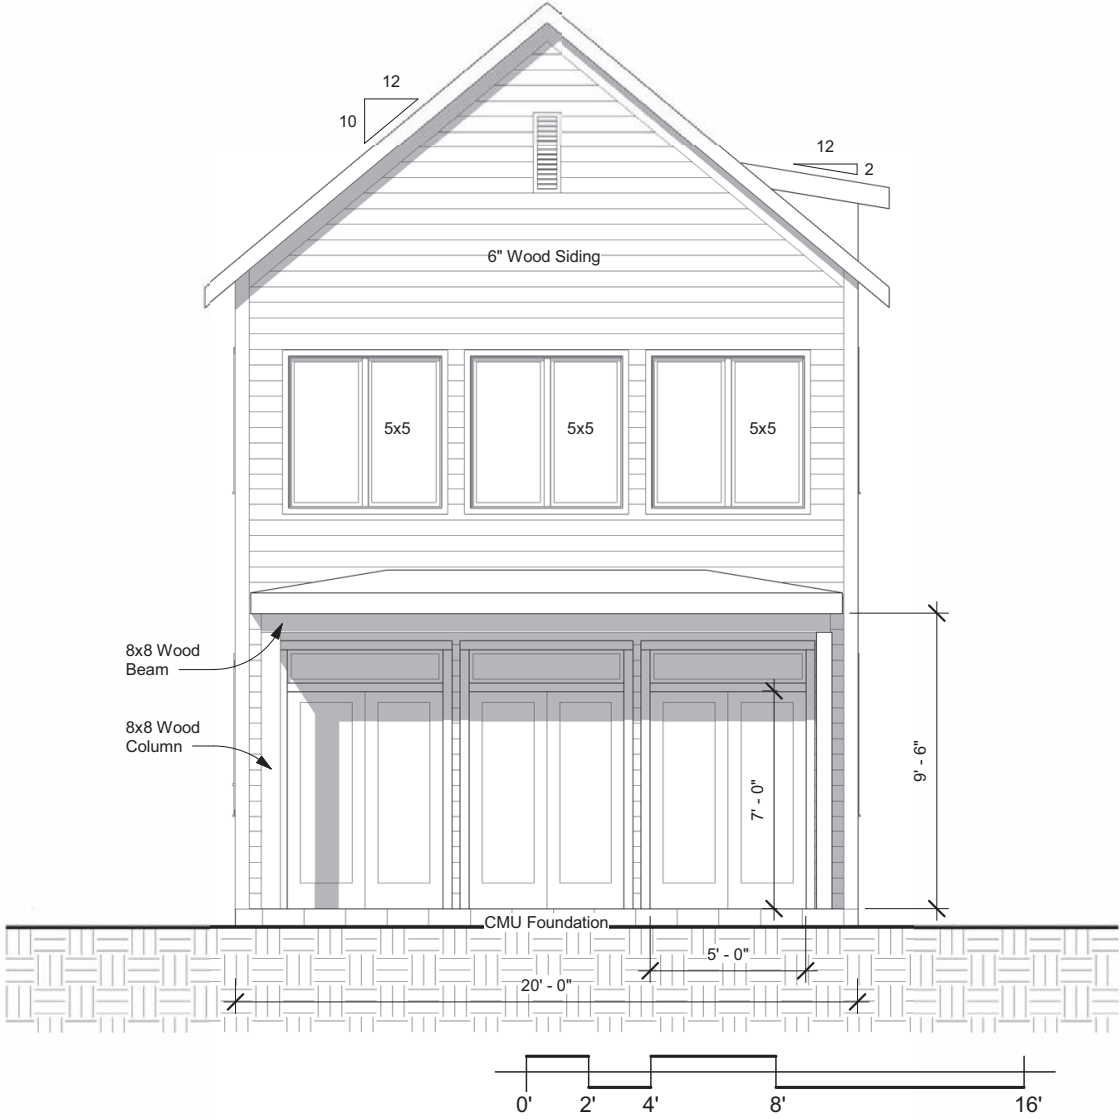 12
10
12
2
6" Wood Siding
5x5
5x5
5x5
8x8 Wood
Beam
8x8 Wood
Column
7' - 0"
9' - 6"
CMU Foundation
5' - 0"
20' - 0"
0' 2' 4' 8' 16'